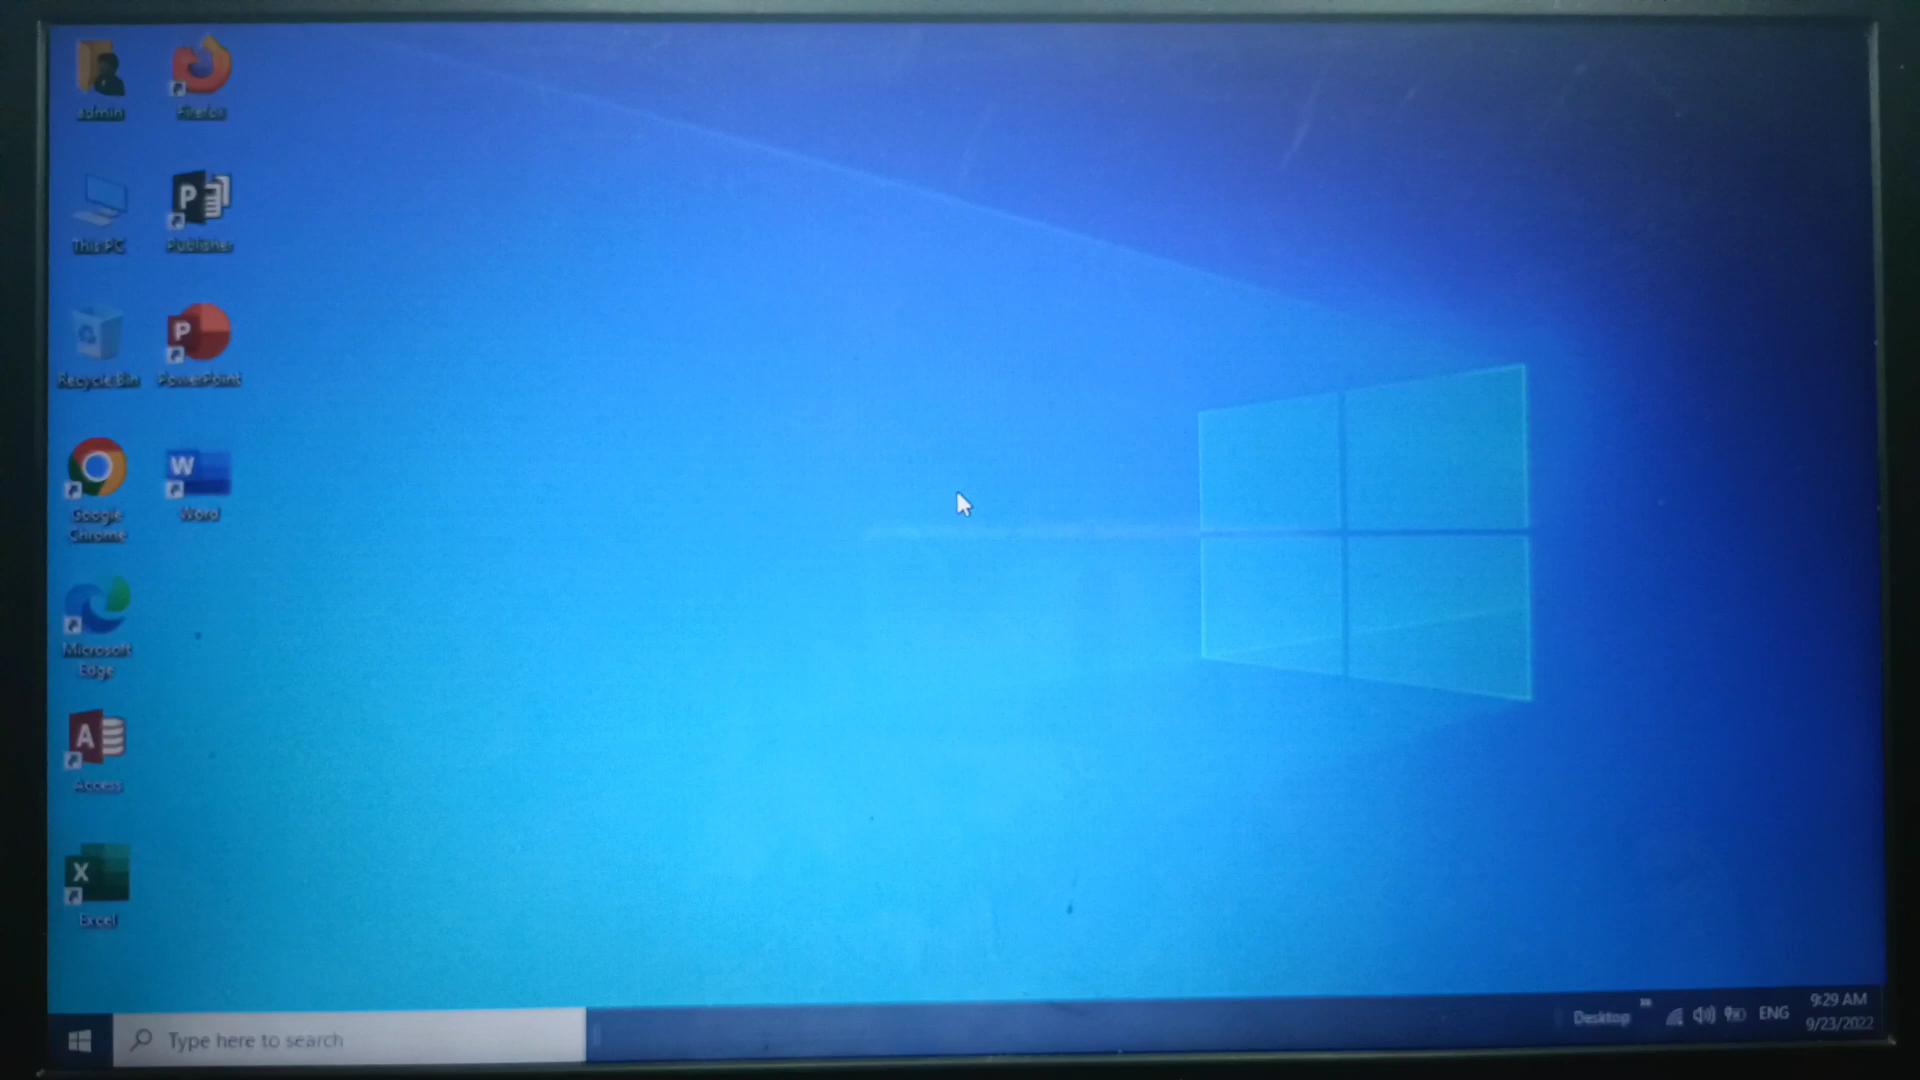 admin
Firefox
This PC
Publisher
Recycle Bin
PowerPoint
Google
Chrome
Word
Microsoft
Edge
Access
Excel
Type here to search
Desktop
ENG
9:29 AM
9/23/2022